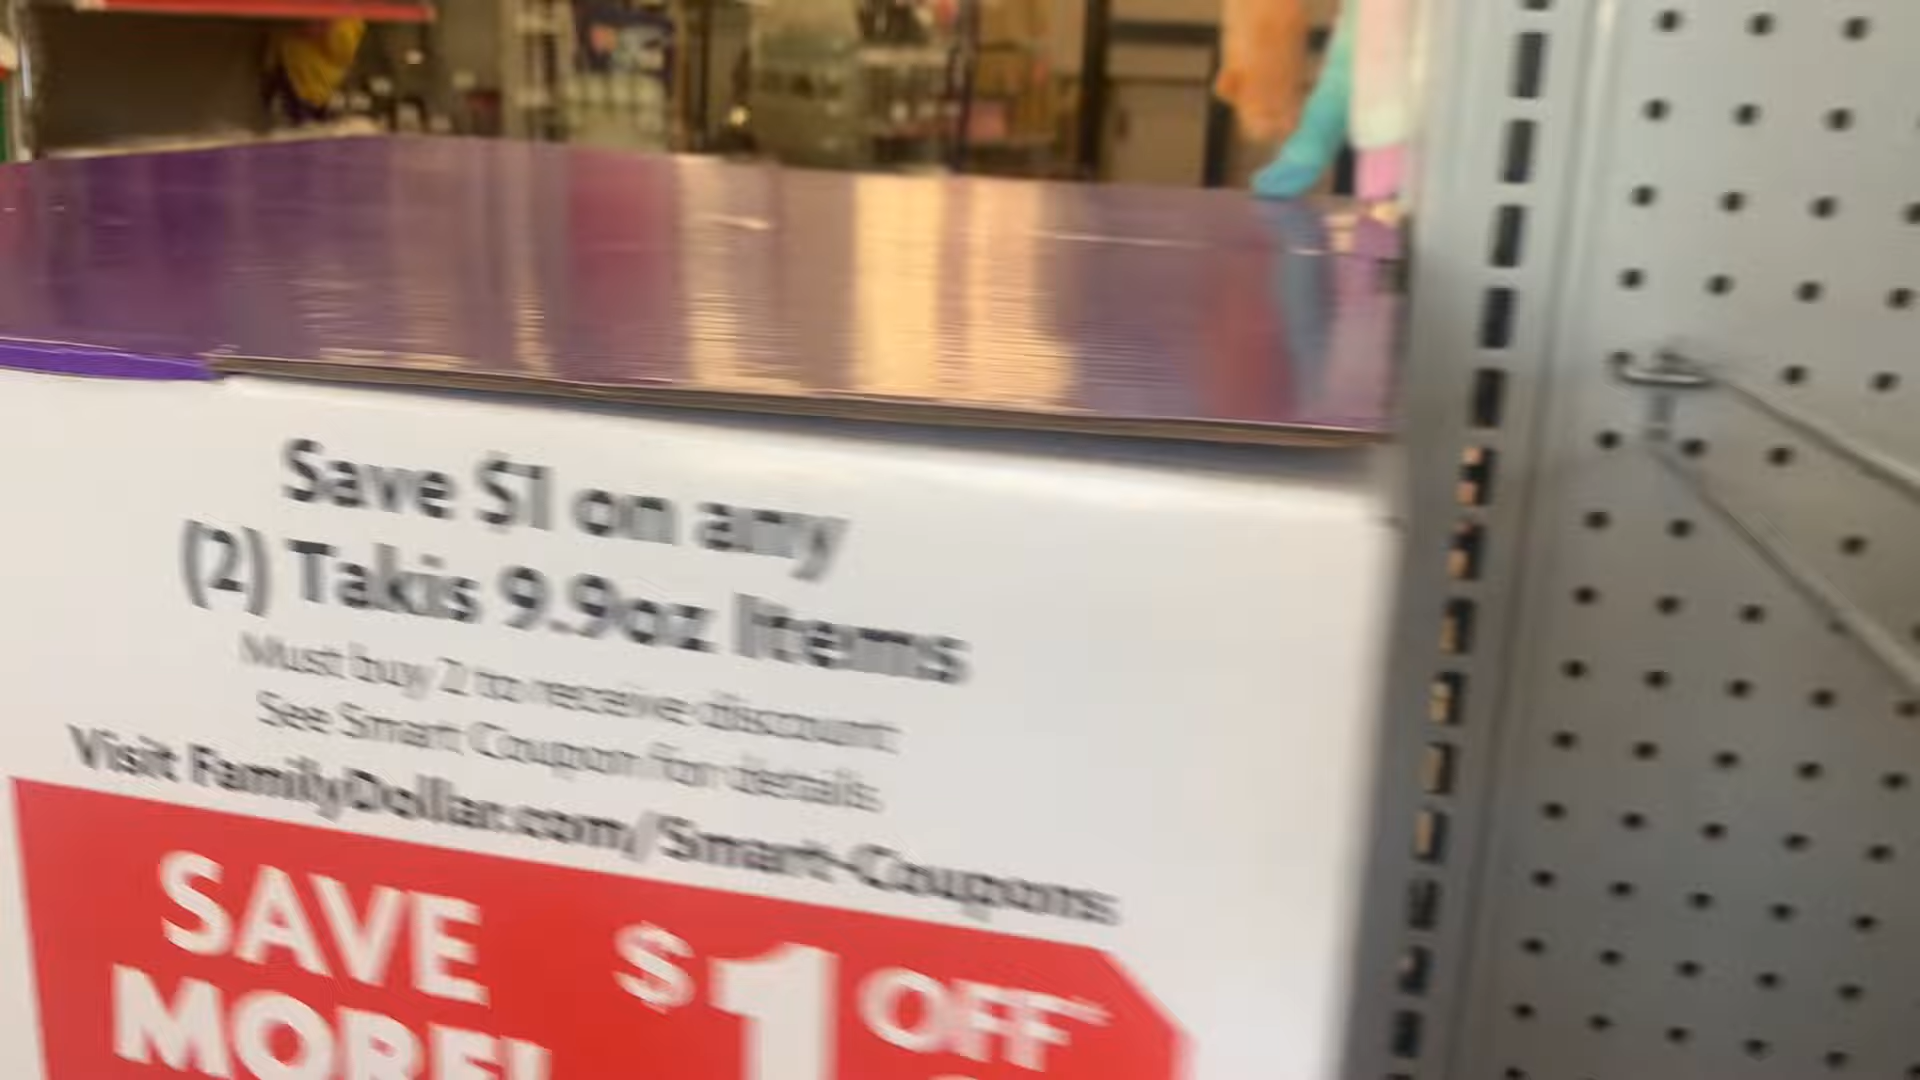 Save $1 on any
(2) Takis 9.9oz Items
Must buy 2 to receive discount
See Smart Coupon for details
Visit FamilyDollar.com/Smart-Coupons
SAVE
MORE!
$1 OFF*